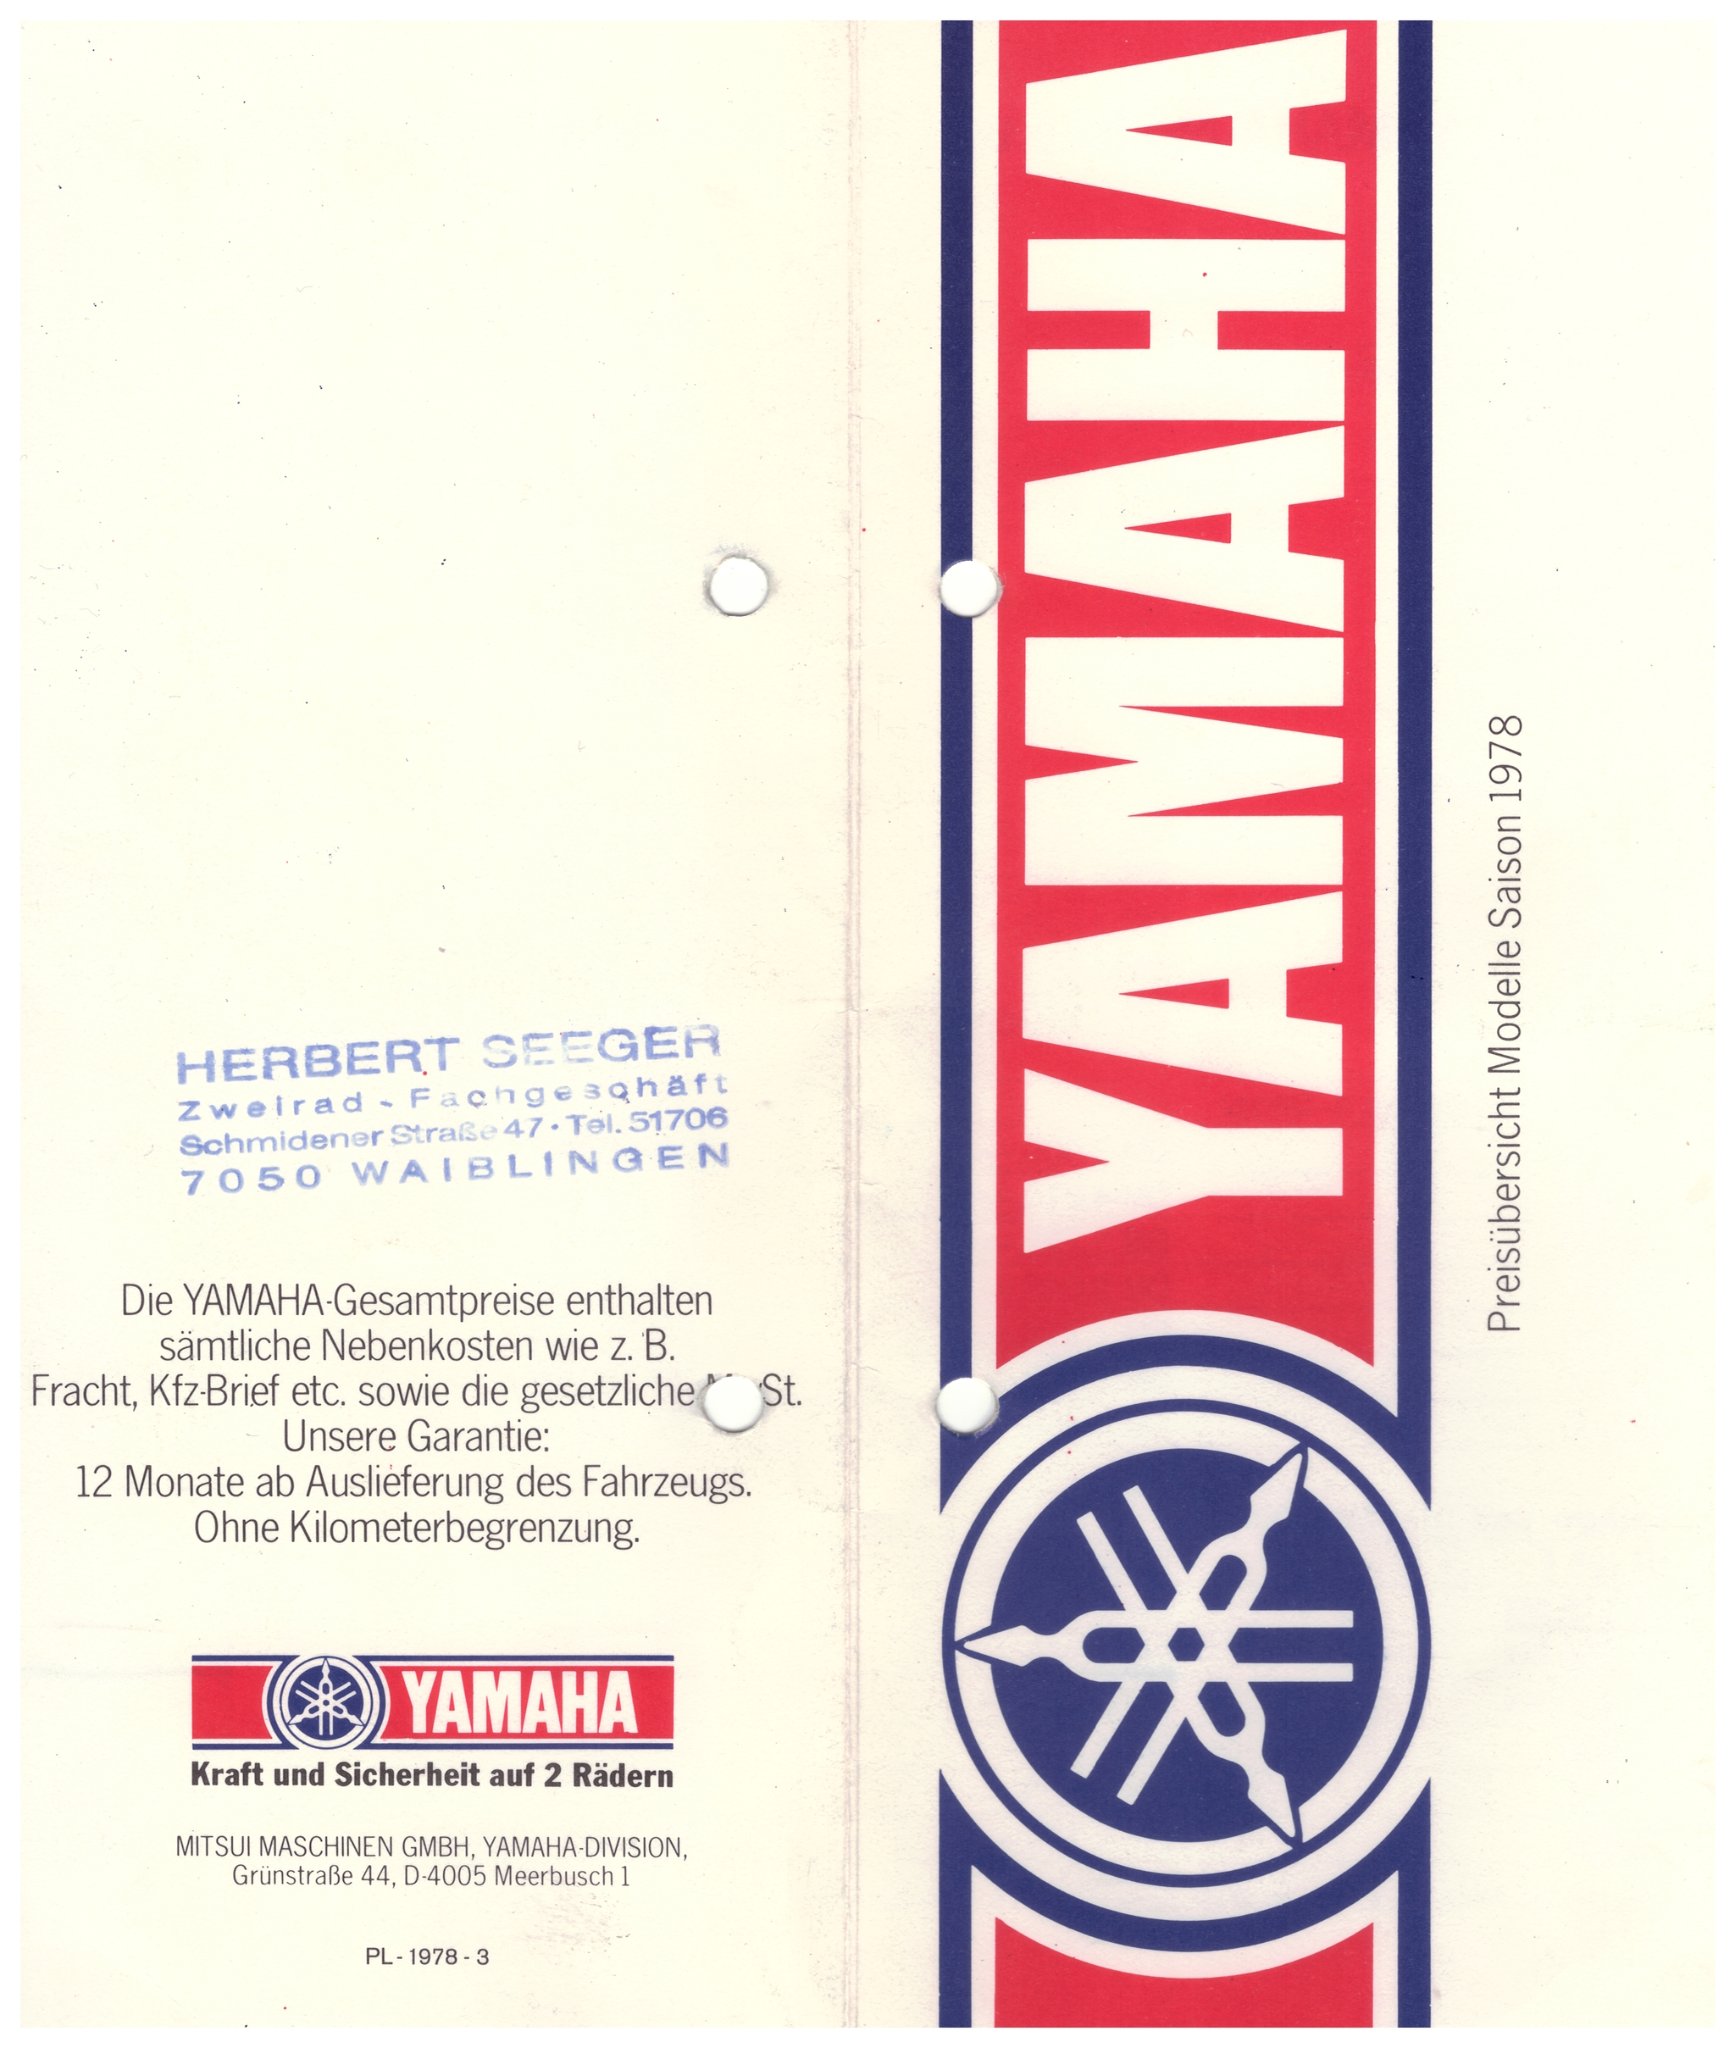 HERBERT SEEGER
Zweirad - Fachgeschäft
Schmidener Straße 47 · Tel. 51706
7050 WAIBLINGEN
Die YAMAHA-Gesamtpreise enthalten
sämtliche Nebenkosten wie z. B.
Fracht, Kfz-Brief etc. sowie die gesetzliche
Unsere Garantie:
12 Monate ab Auslieferung des Fahrzeugs.
Ohne Kilometerbegrenzung.
YAMAHA
Kraft und Sicherheit auf 2 Rädern
MITSUI MASCHINEN GMBH, YAMAHA-DIVISION,
Grünstraße 44, D-4005 Meerbusch 1
PL - 1978 - 3
YAMAHA
Preisübersicht Modelle Saison 1978